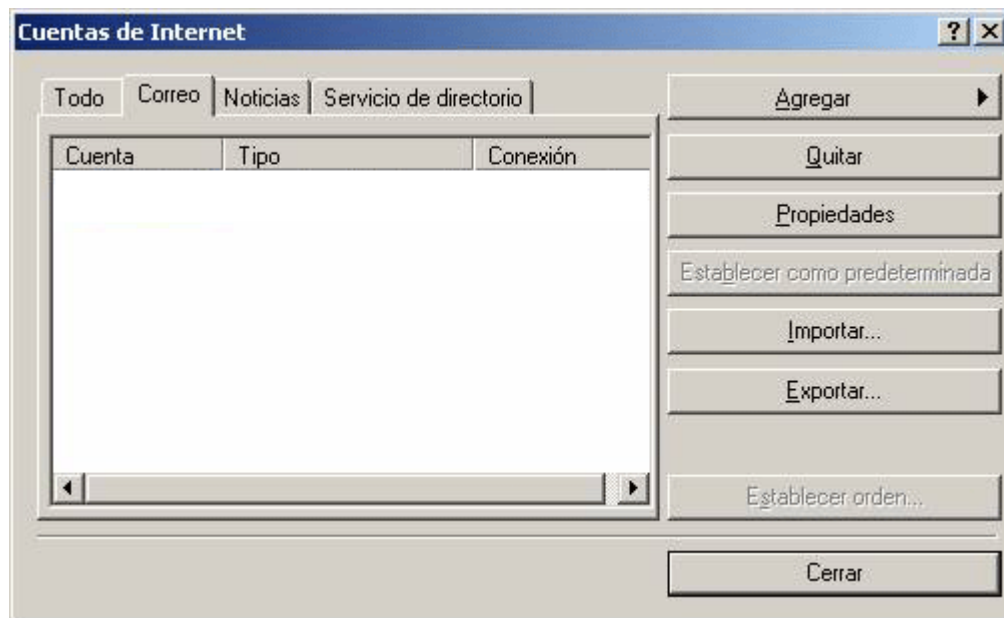 Cuentas de Internet
Todo Correo Noticias Servicio de directorio
Cuenta Tipo Conexión
Agregar
Quitar
Propiedades
Establecer como predeterminada
Importar...
Exportar...
Establecer orden...
Cerrar